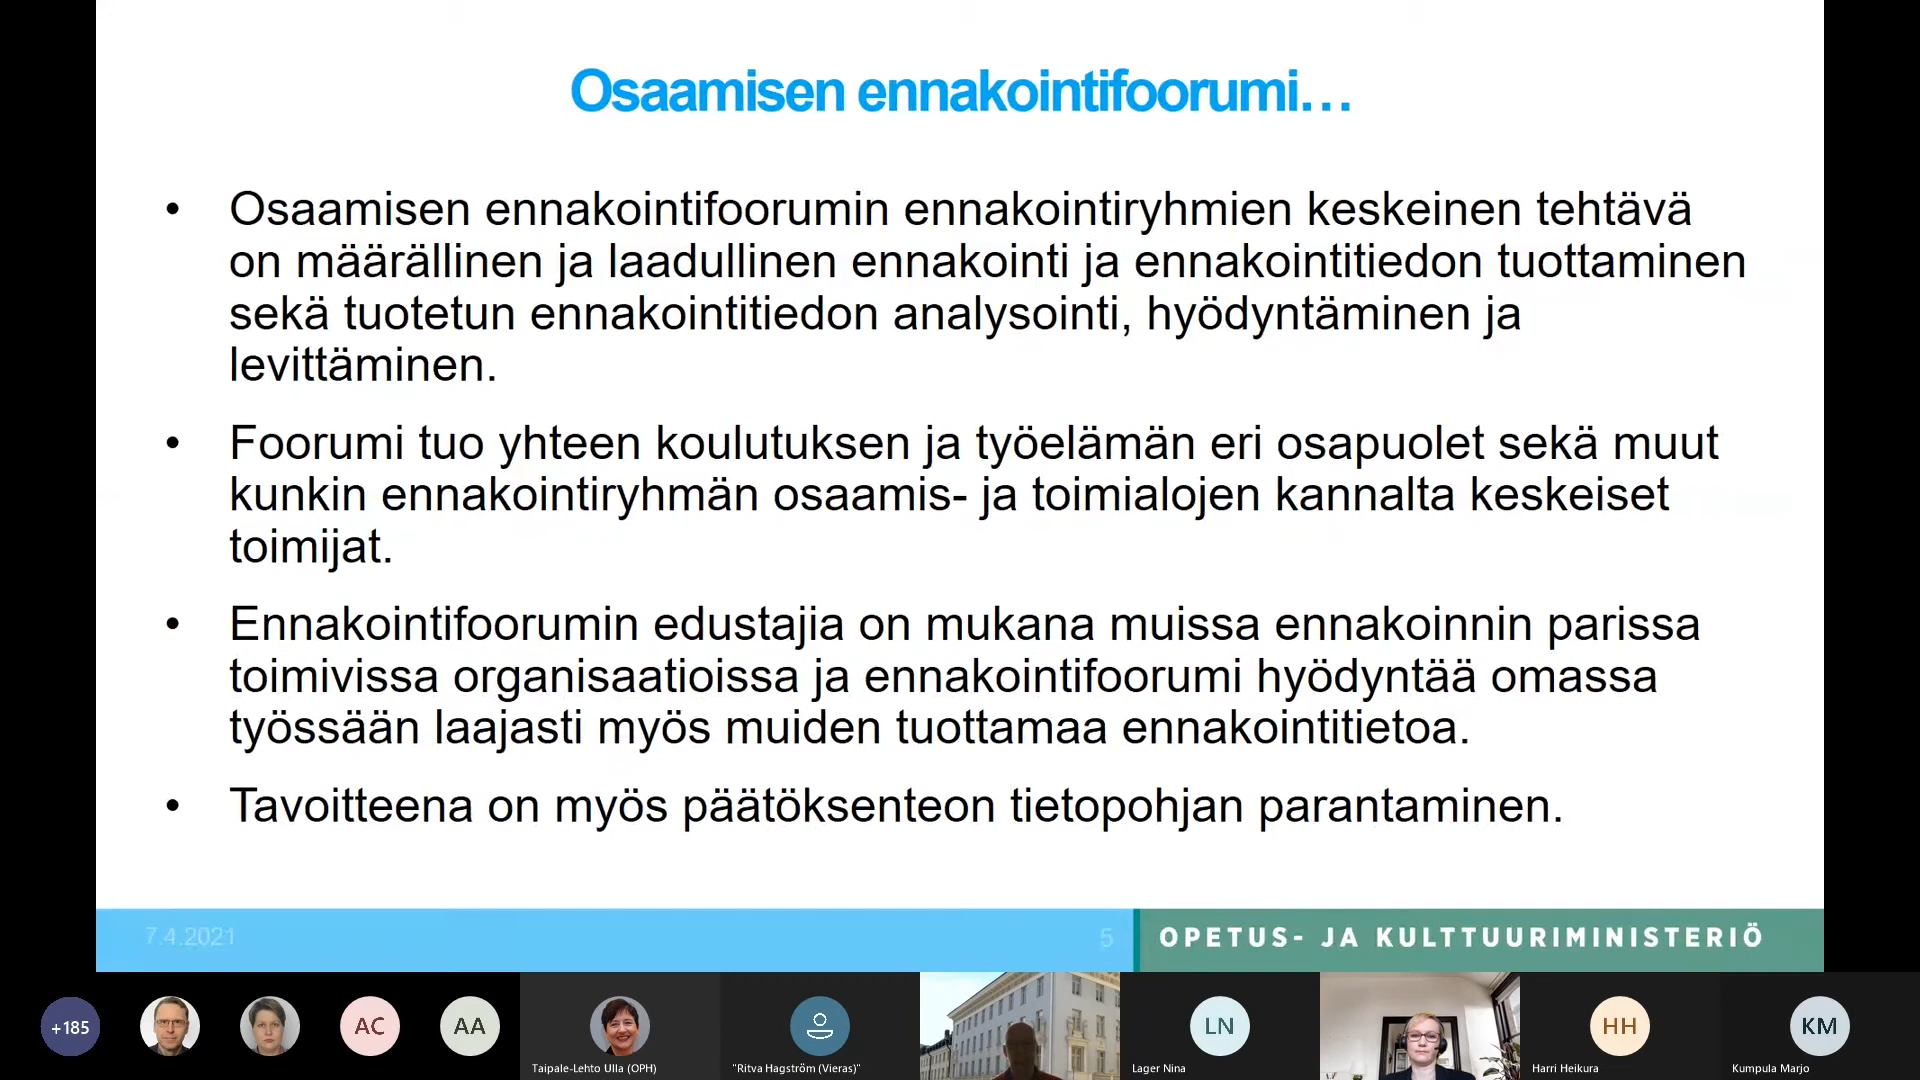 Osaamisen ennakointifoorumi…
• Osaamisen ennakointifoorumin ennakointiryhmien keskeinen tehtävä
on määrällinen ja laadullinen ennakointi ja ennakointitiedon tuottaminen
sekä tuotetun ennakointitiedon analysointi, hyödyntäminen ja
levittäminen.
• Foorumi tuo yhteen koulutuksen ja työelämän eri osapuolet sekä muut
kunkin ennakointiryhmän osaamis- ja toimialojen kannalta keskeiset
toimijat.
• Ennakointifoorumin edustajia on mukana muissa ennakoinnin parissa
toimivissa organisaatioissa ja ennakointifoorumi hyödyntää omassa
työssään laajasti myös muiden tuottamaa ennakointitietoa.
• Tavoitteena on myös päätöksenteon tietopohjan parantaminen.
7.4.2021
5
OPETUS- JA KULTTUURIMINISTERIÖ
+185
AC
AA
Taipale-Lehto Ulla (OPH)
"Ritva Hagström (Vieras)"
LN
Lager Nina
HH
Harri Heikura
KM
Kumpula Marjo